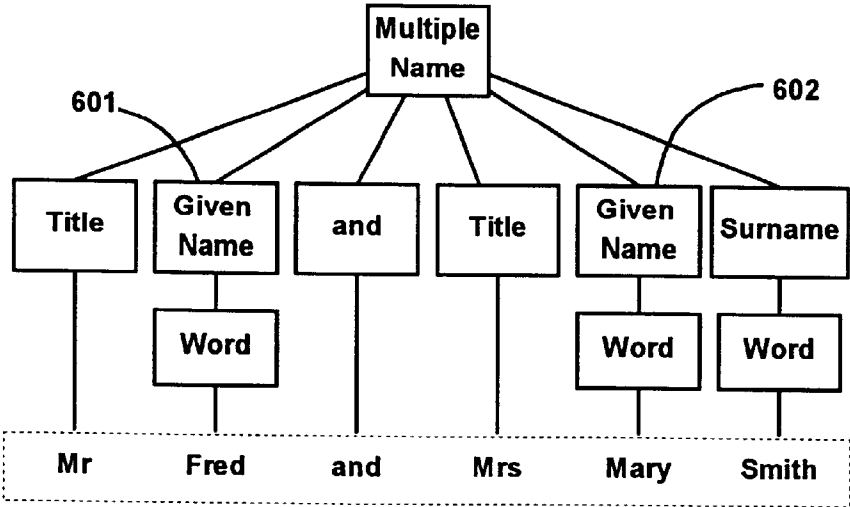 Multiple
Name
601
602
Title
Given
Name
and
Title
Given
Name
Surname
Word
Word
Word
Mr Fred and Mrs Mary Smith